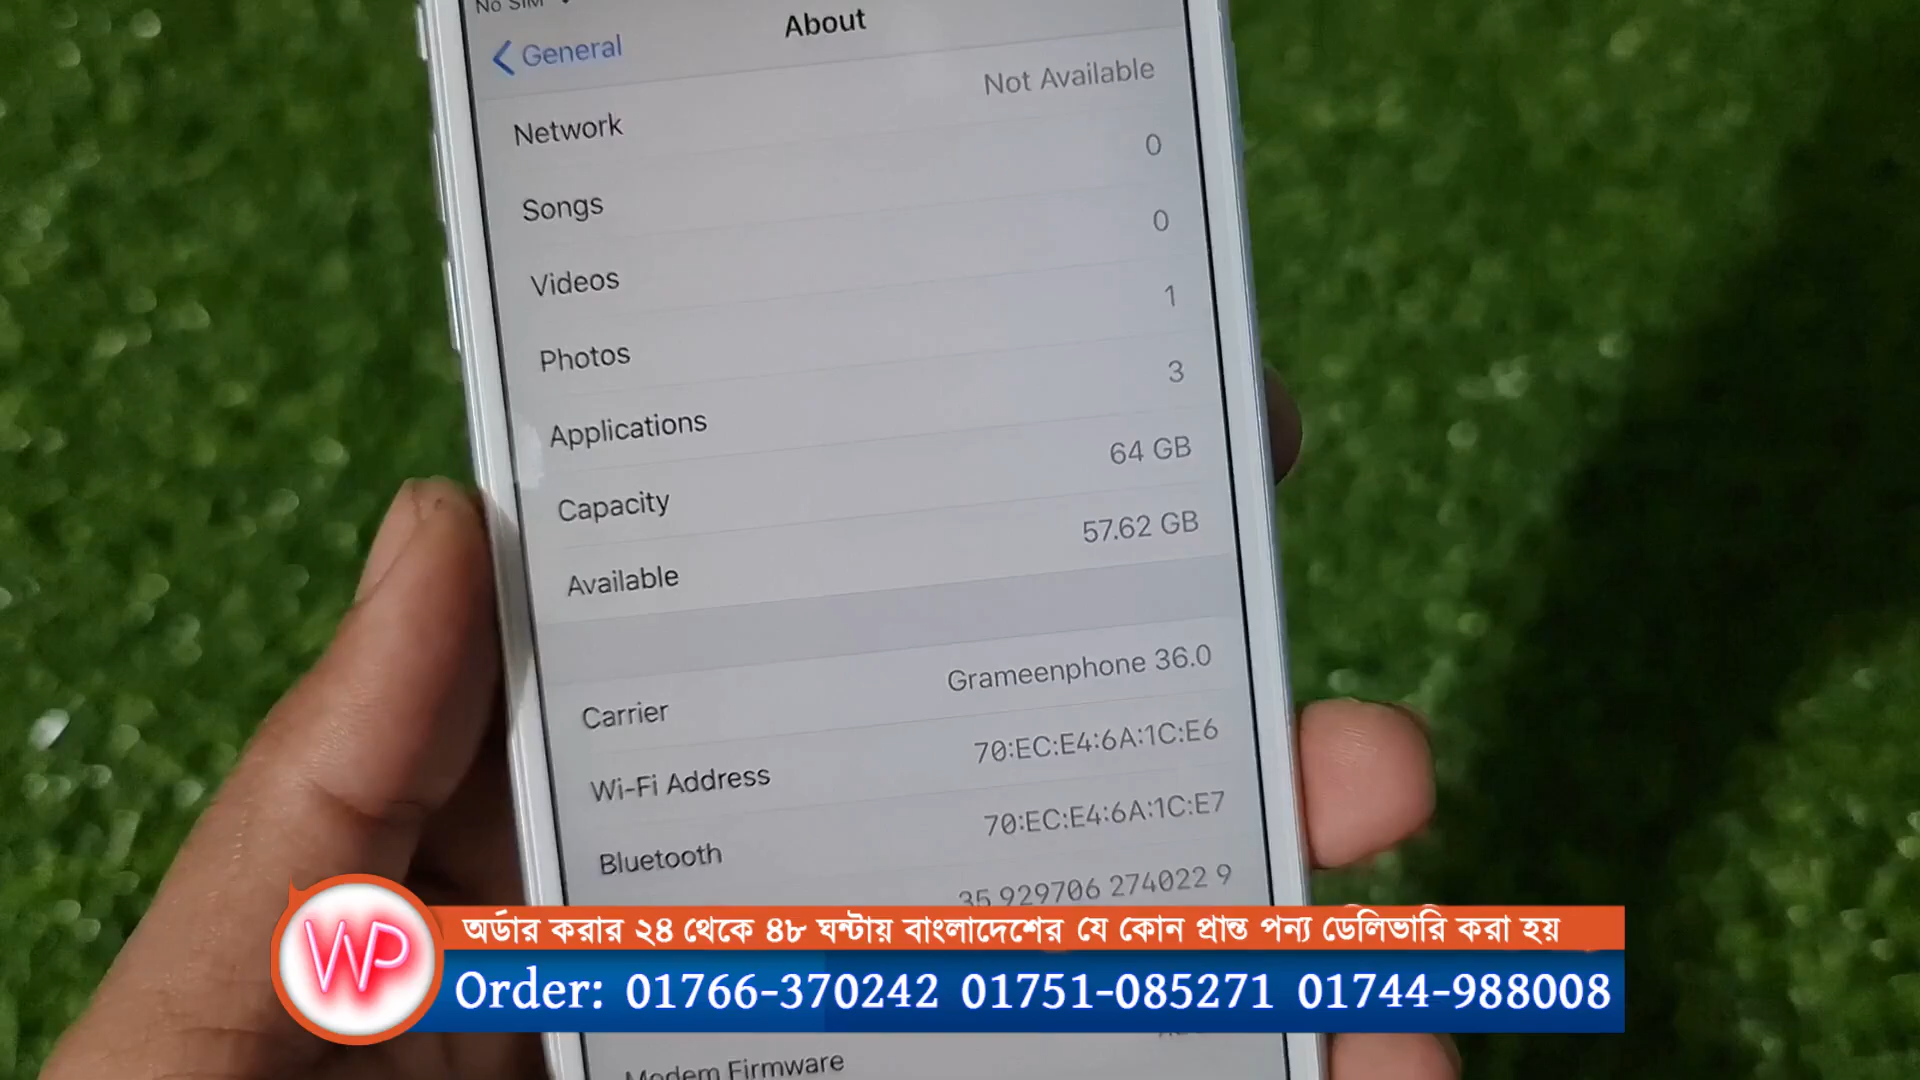 No SIM
General
About
Network Not Available
Songs 0
Videos 0
Photos 1
Applications 3
Capacity 64 GB
Available 57.62 GB
Carrier Grameenphone 36.0
Wi-Fi Address 70:EC:E4:6A:1C:E6
Bluetooth 70:EC:E4:6A:1C:E7
35 929706 274022 9
WP
অর্ডার করার ২৪ থেকে ৪৮ ঘন্টায় বাংলাদেশের যে কোন প্রান্ত পন্য ডেলিভারি করা হয়
Order: 01766-370242 01751-085271 01744-988008
Modem Firmware